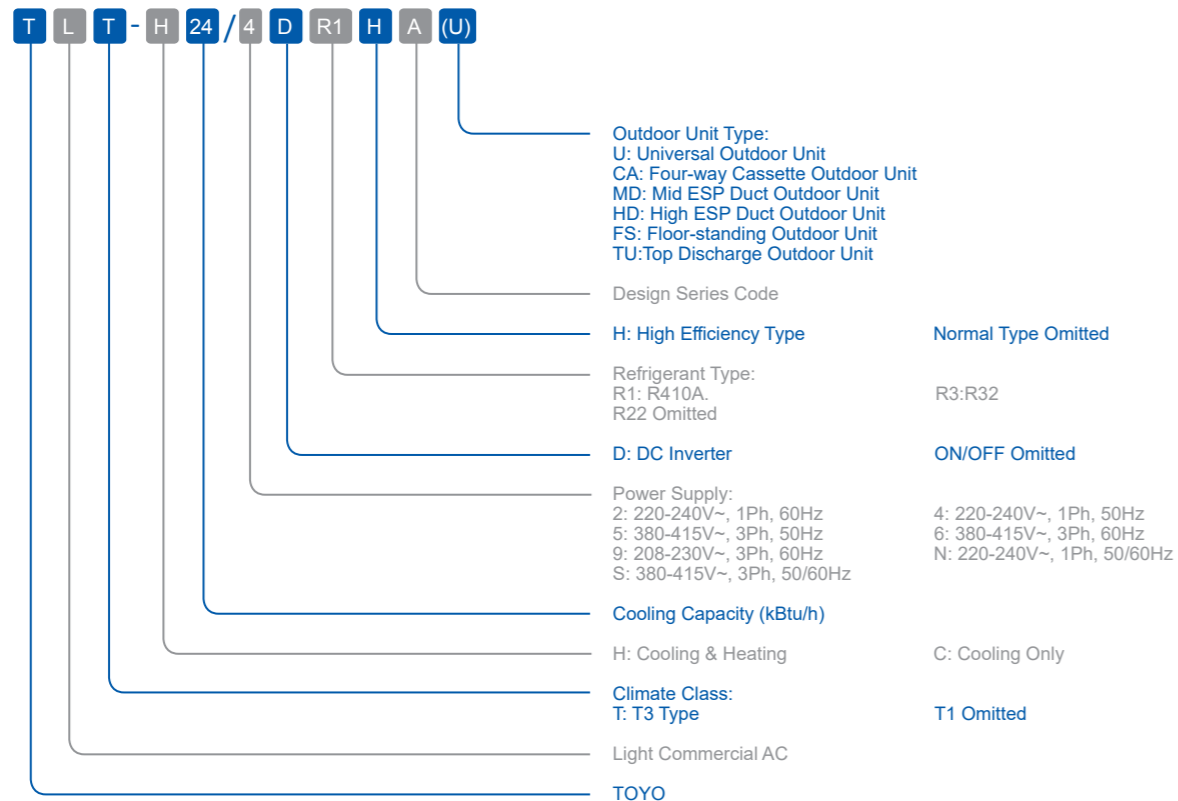 T L T - H 24 / 4 D R1 H A (U)
Outdoor Unit Type:
U: Universal Outdoor Unit
CA: Four-way Cassette Outdoor Unit
MD: Mid ESP Duct Outdoor Unit
HD: High ESP Duct Outdoor Unit
FS: Floor-standing Outdoor Unit
TU:Top Discharge Outdoor Unit
Design Series Code
H: High Efficiency Type Normal Type Omitted
Refrigerant Type:
R1: R410A. R3:R32
R22 Omitted
D: DC Inverter ON/OFF Omitted
Power Supply:
2: 220-240V~, 1Ph, 60Hz 4: 220-240V~, 1Ph, 50Hz
5: 380-415V~, 3Ph, 50Hz 6: 380-415V~, 3Ph, 60Hz
9: 208-230V~, 3Ph, 60Hz N: 220-240V~, 1Ph, 50/60Hz
S: 380-415V~, 3Ph, 50/60Hz
Cooling Capacity (kBtu/h)
H: Cooling & Heating C: Cooling Only
Climate Class:
T: T3 Type T1 Omitted
Light Commercial AC
TOYO